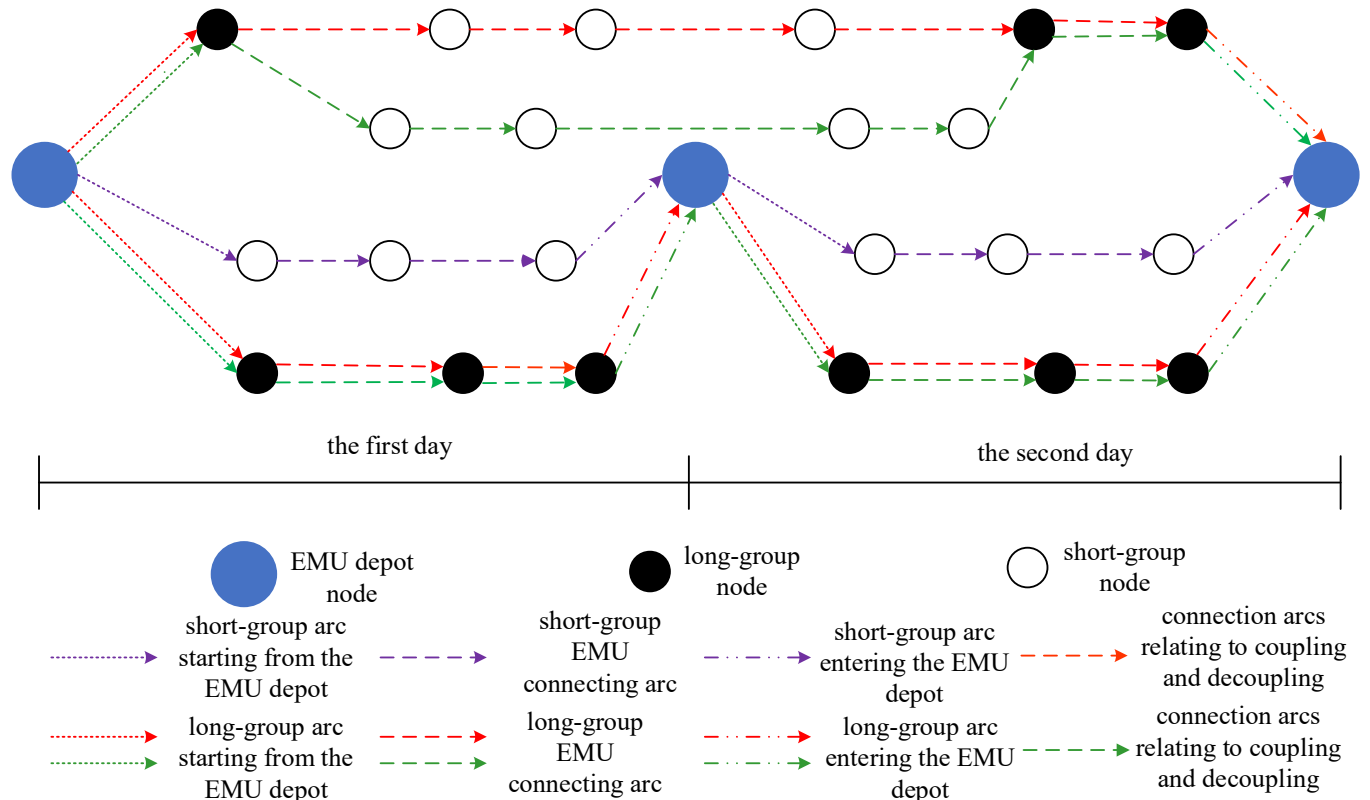 the first day
the second day
EMU depot
node
long-group
node
short-group
node
short-group arc
starting from the
EMU depot
short-group
EMU
connecting arc
short-group arc
entering the EMU
depot
connection arcs
relating to coupling
and decoupling
long-group arc
starting from the
EMU depot
long-group
EMU
connecting arc
long-group arc
entering the EMU
depot
connection arcs
relating to coupling
and decoupling